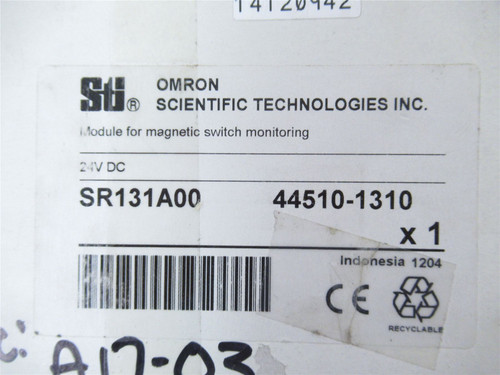 14120942
Sti® OMRON
SCIENTIFIC TECHNOLOGIES INC.
Module for magnetic switch monitoring
24V DC
SR131A00 44510-1310
x 1
Indonesia 1204
CE
RECYCLABLE
A17-03